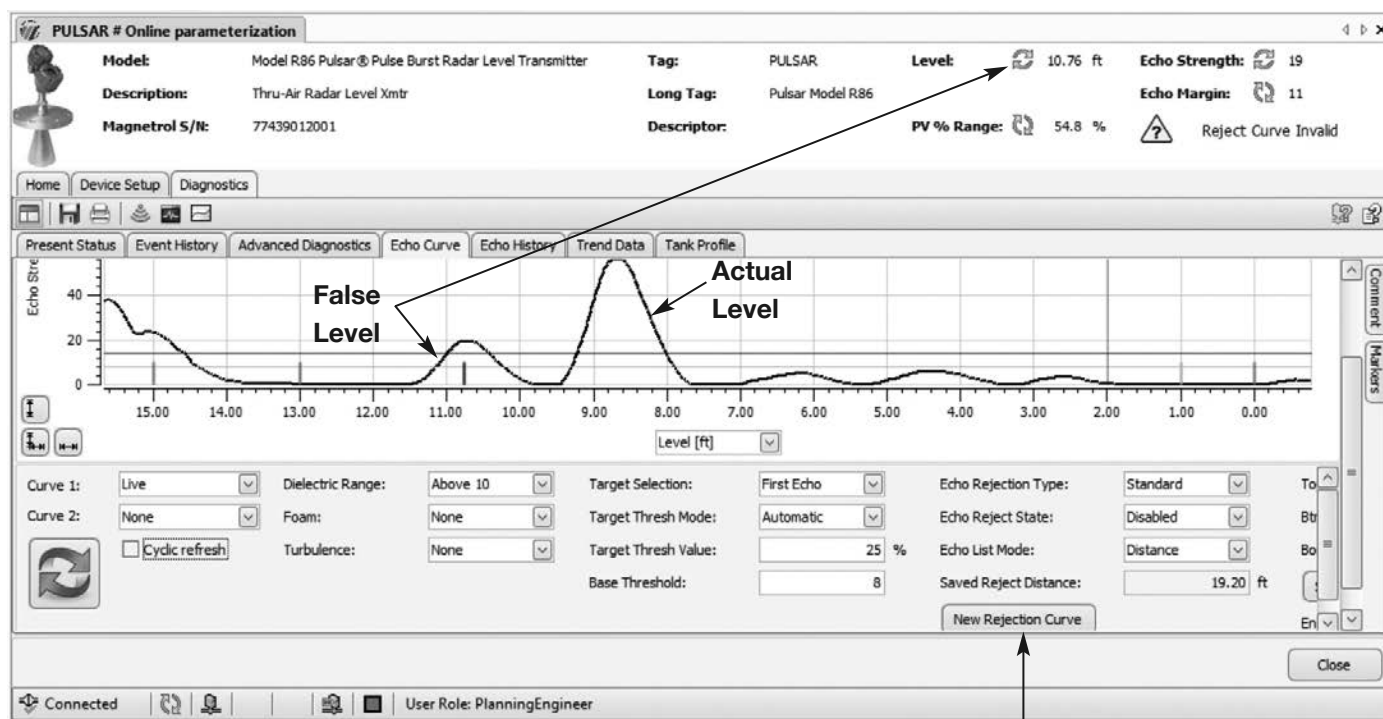 PULSAR # Online parameterization
Model: Model R86 Pulsar® Pulse Burst Radar Level Transmitter Tag: PULSAR Level: 10.76 ft Echo Strength: 19
Description: Thru-Air Radar Level Xmtr Long Tag: Pulsar Model R86 Echo Margin: 11
Magnetrol S/N: 77439012001 Descriptor: PV % Range: 54.8 % Reject Curve Invalid
Home Device Setup Diagnostics
Present Status Event History Advanced Diagnostics Echo Curve Echo History Trend Data Tank Profile
Echo Stre
40
20
0
False
Level
Actual
Level
15.00 14.00 13.00 12.00 11.00 10.00 9.00 8.00 7.00 6.00 5.00 4.00 3.00 2.00 1.00 0.00
Level [ft]
Comment
Markers
Curve 1: Live Dielectric Range: Above 10 Target Selection: First Echo Echo Rejection Type: Standard To
Curve 2: None Foam: None Target Thresh Mode: Automatic Echo Reject State: Disabled Btr
Cyclic refresh Turbulence: None Target Thresh Value: 25 % Echo List Mode: Distance Bo
Base Threshold: 8 Saved Reject Distance: 19.20 ft
New Rejection Curve En
Close
Connected User Role: PlanningEngineer